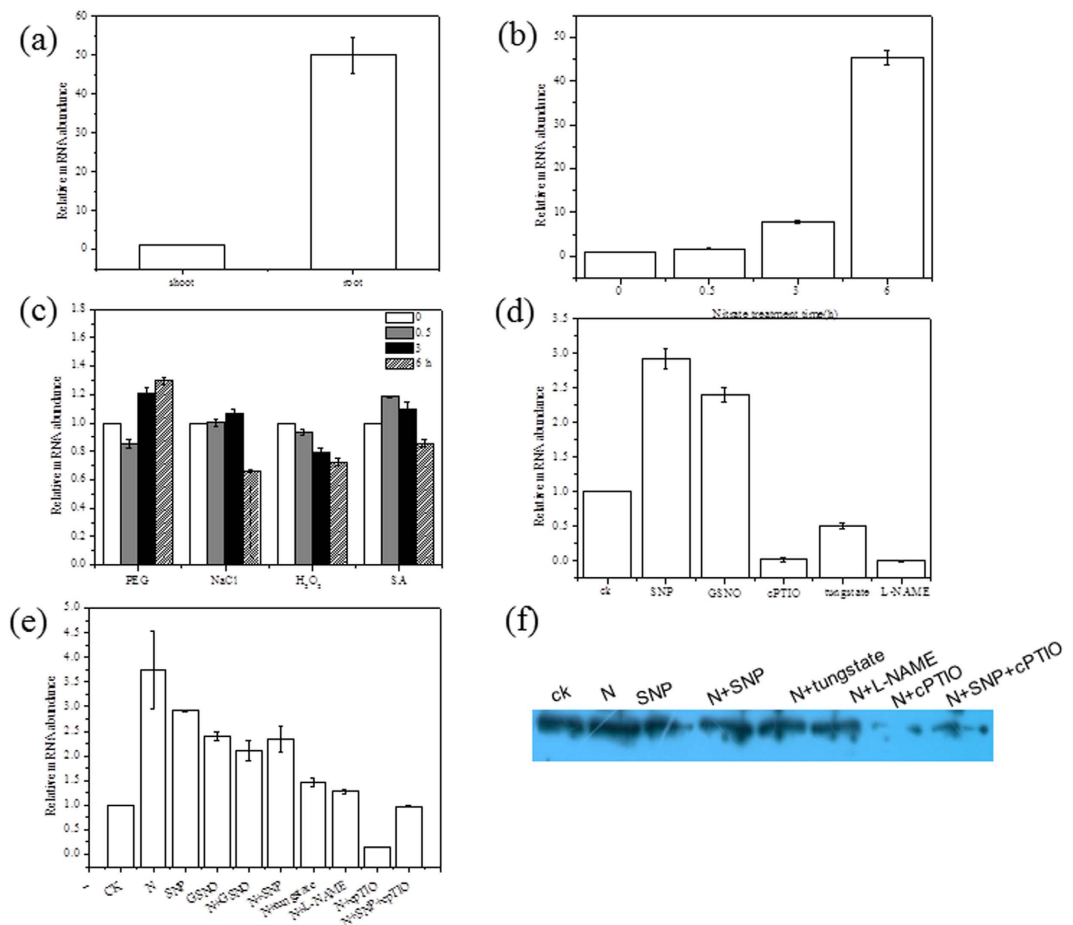 (a)
60
50
40
30
20
10
0
Relative mRNA abundance
shoot
root
(b)
50
40
30
20
10
0
Relative mRNA abundance
0
0.5
3
6
Nitrate treatment time(h)
(c)
1.8
1.6
1.4
1.2
1.0
0.8
0.6
0.4
0.2
0.0
Relative mRNA abundance
0
0.5
3
6 h
PEG
NaCl
H₂O₂
SA
(d)
3.5
3.0
2.5
2.0
1.5
1.0
0.5
0.0
Relative mRNA abundance
ck
SNP
GSNO
cPTIO
tungstate
L-NAME
(e)
5.0
4.5
4.0
3.5
3.0
2.5
2.0
1.5
1.0
0.5
0.0
Relative mRNA abundance
--
CK
N
SNP
GSNO
N+GSNO
N+SNP
N+tungstate
N+L-NAME
N+cPTIO
N+SNP+cPTIO
(f)
ck
N
SNP
N+SNP
N+tungstate
N+L-NAME
N+cPTIO
N+SNP+cPTIO